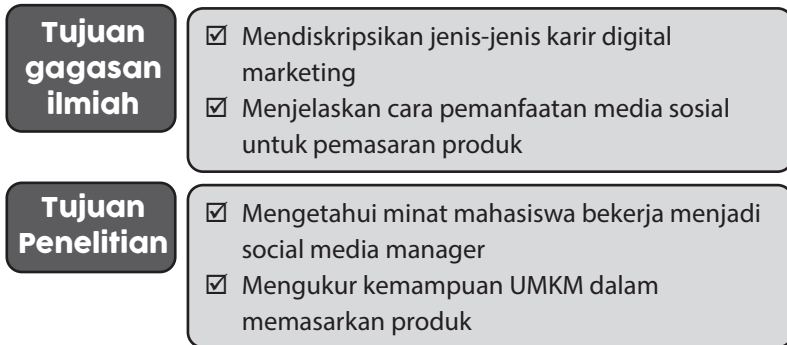 Tujuan
gagasan
ilmiah
☑ Mendiskripsikan jenis-jenis karir digital
marketing
☑ Menjelaskan cara pemanfaatan media sosial
untuk pemasaran produk
Tujuan
Penelitian
☑ Mengetahui minat mahasiswa bekerja menjadi
social media manager
☑ Mengukur kemampuan UMKM dalam
memasarkan produk